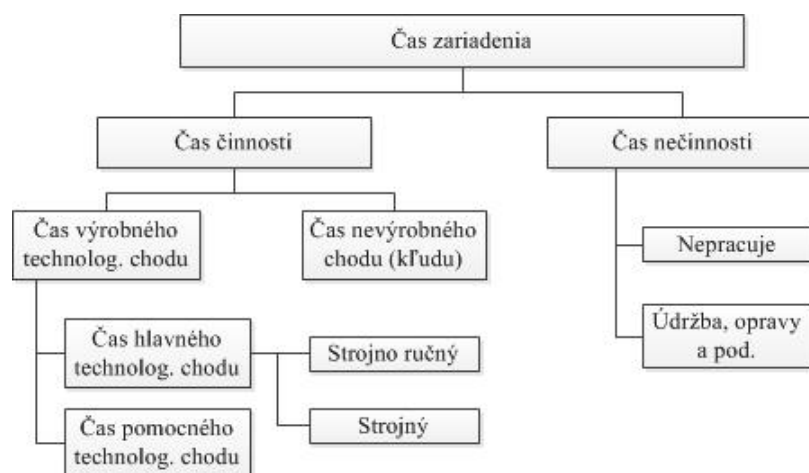 Čas zariadenia
Čas činnosti
Čas nečinnosti
Čas výrobného
technolog. chodu
Čas nevýrobného
chodu (kľudu)
Nepracuje
Údržba, opravy
a pod.
Čas hlavného
technolog. chodu
Strojno ručný
Strojný
Čas pomocného
technolog. chodu